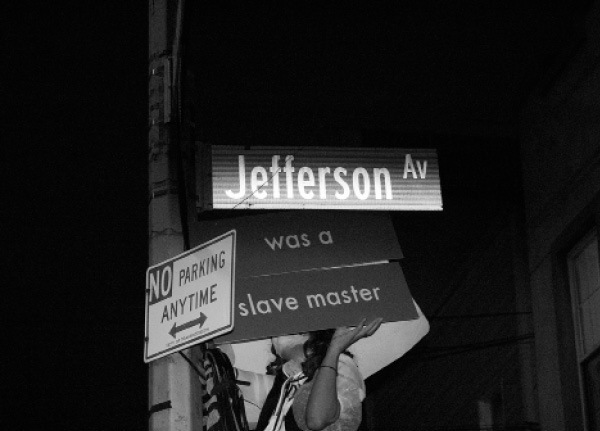 Jefferson Av
was a
slave master
NO PARKING
ANYTIME